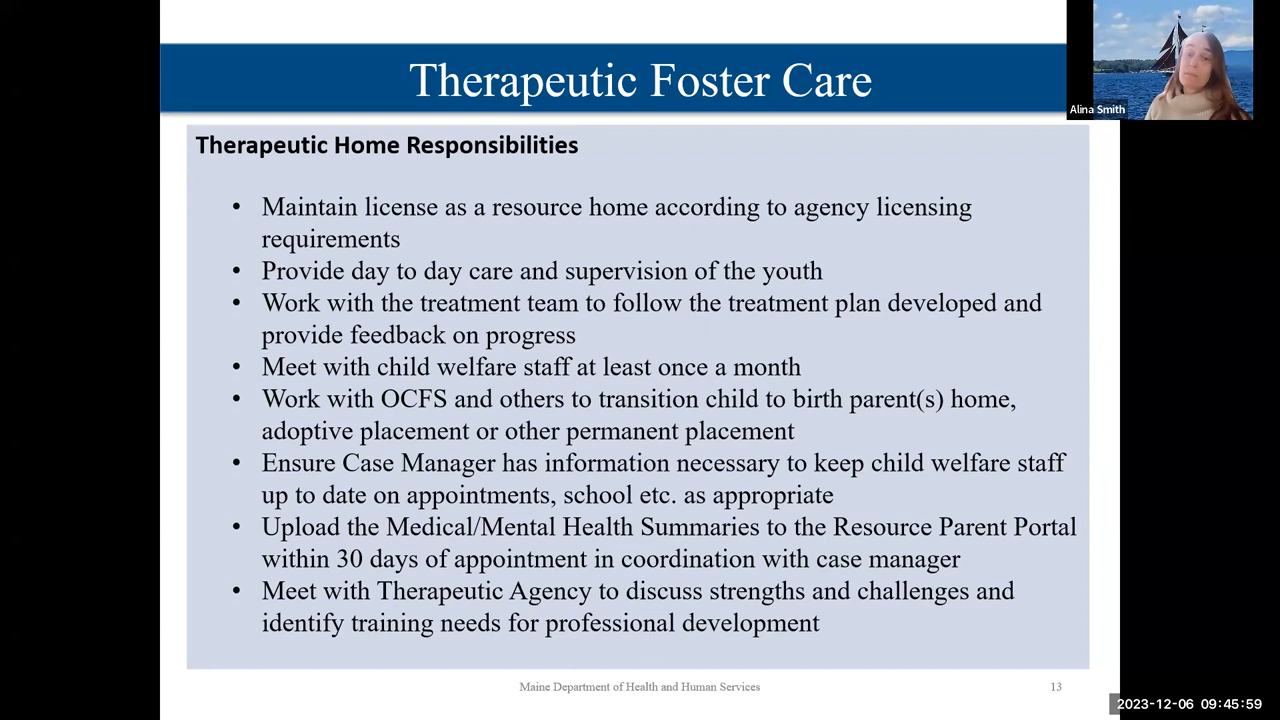 Therapeutic Foster Care
Alina Smith
Therapeutic Home Responsibilities
• Maintain license as a resource home according to agency licensing
requirements
• Provide day to day care and supervision of the youth
• Work with the treatment team to follow the treatment plan developed and
provide feedback on progress
• Meet with child welfare staff at least once a month
• Work with OCFS and others to transition child to birth parent(s) home,
adoptive placement or other permanent placement
• Ensure Case Manager has information necessary to keep child welfare staff
up to date on appointments, school etc. as appropriate
• Upload the Medical/Mental Health Summaries to the Resource Parent Portal
within 30 days of appointment in coordination with case manager
• Meet with Therapeutic Agency to discuss strengths and challenges and
identify training needs for professional development
Maine Department of Health and Human Services
13
2023-12-06 09:45:59